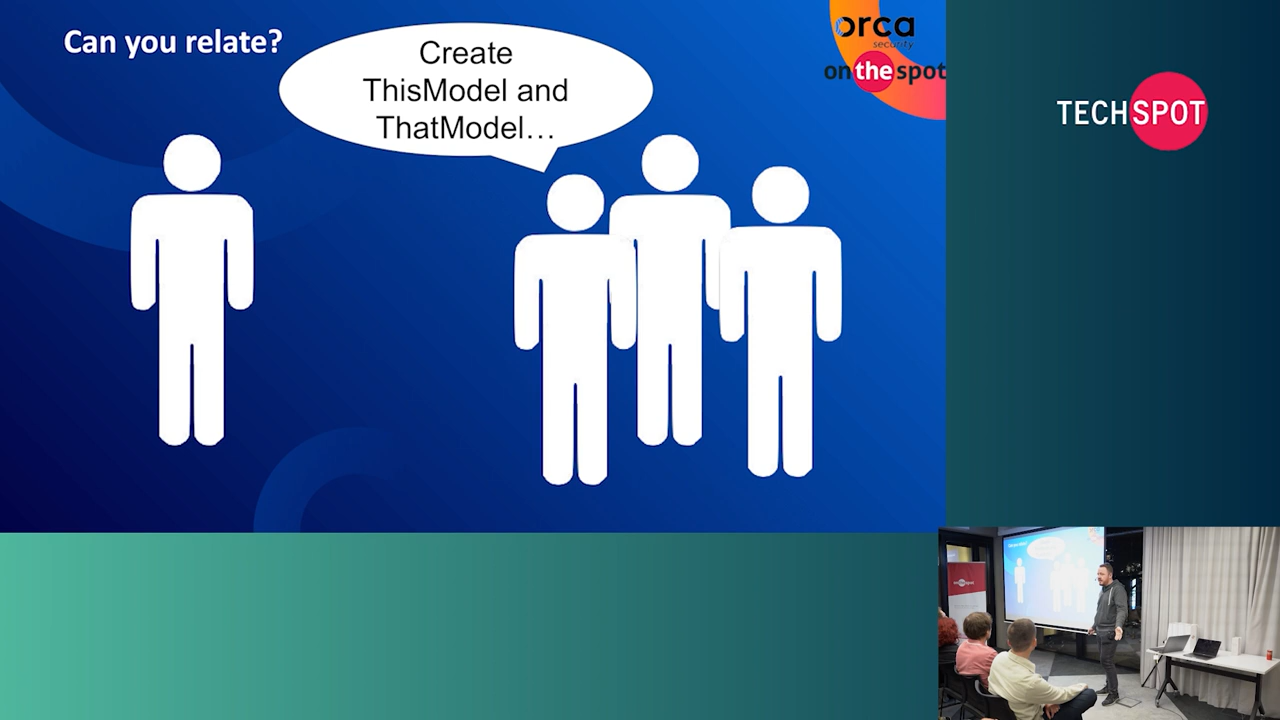 Can you relate?
Create
ThisModel and
ThatModel…
orca
security
on the spot
TECHSPOT